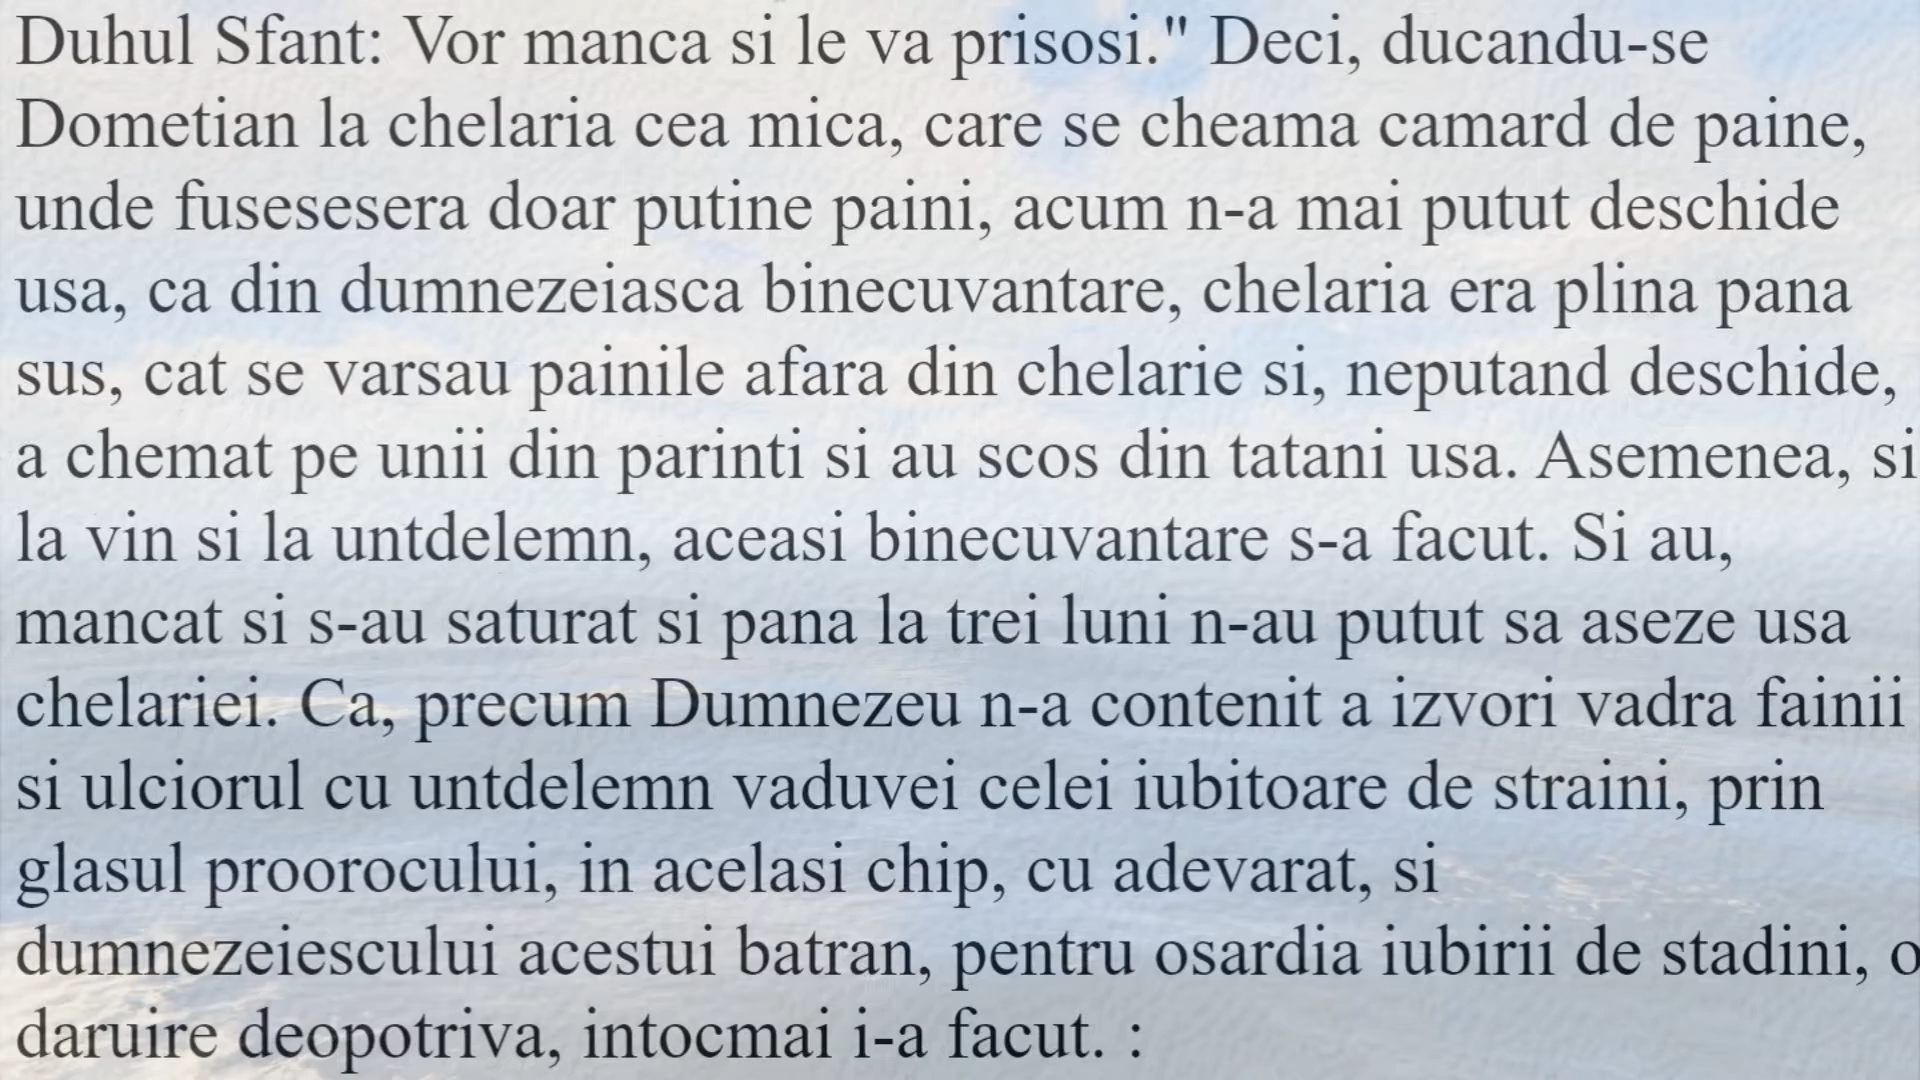 Duhul Sfant: Vor manca si le va prisosi." Deci, ducandu-se
Dometian la chelaria cea mica, care se cheama camard de paine,
unde fusesesera doar putine paini, acum n-a mai putut deschide
usa, ca din dumnezeiasca binecuvantare, chelaria era plina pana
sus, cat se varsau painile afara din chelarie si, neputand deschide,
a chemat pe unii din parinti si au scos din tatani usa. Asemenea, si
la vin si la untdelemn, aceasi binecuvantare s-a facut. Si au,
mancat si s-au saturat si pana la trei luni n-au putut sa aseze usa
chelariei. Ca, precum Dumnezeu n-a contenit a izvori vadra fainii
si ulciorul cu untdelemn vaduvei celei iubitoare de straini, prin
glasul proorocului, in acelasi chip, cu adevarat, si
dumnezeiescului acestui batran, pentru osardia iubirii de stadini, o
daruire deopotriva, intocmai i-a facut. :